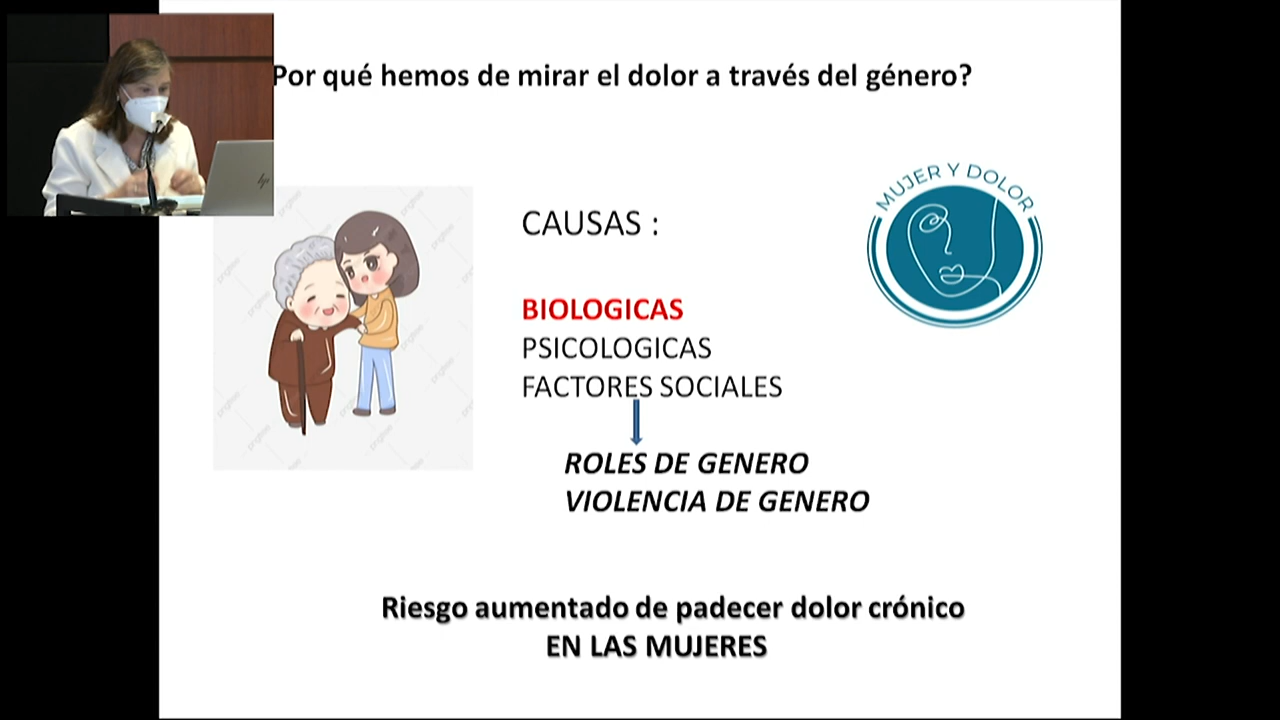 Por qué hemos de mirar el dolor a través del género?
MUJER Y DOLOR
CAUSAS :
BIOLOGICAS
PSICOLOGICAS
FACTORES SOCIALES
ROLES DE GENERO
VIOLENCIA DE GENERO
Riesgo aumentado de padecer dolor crónico
EN LAS MUJERES
hp